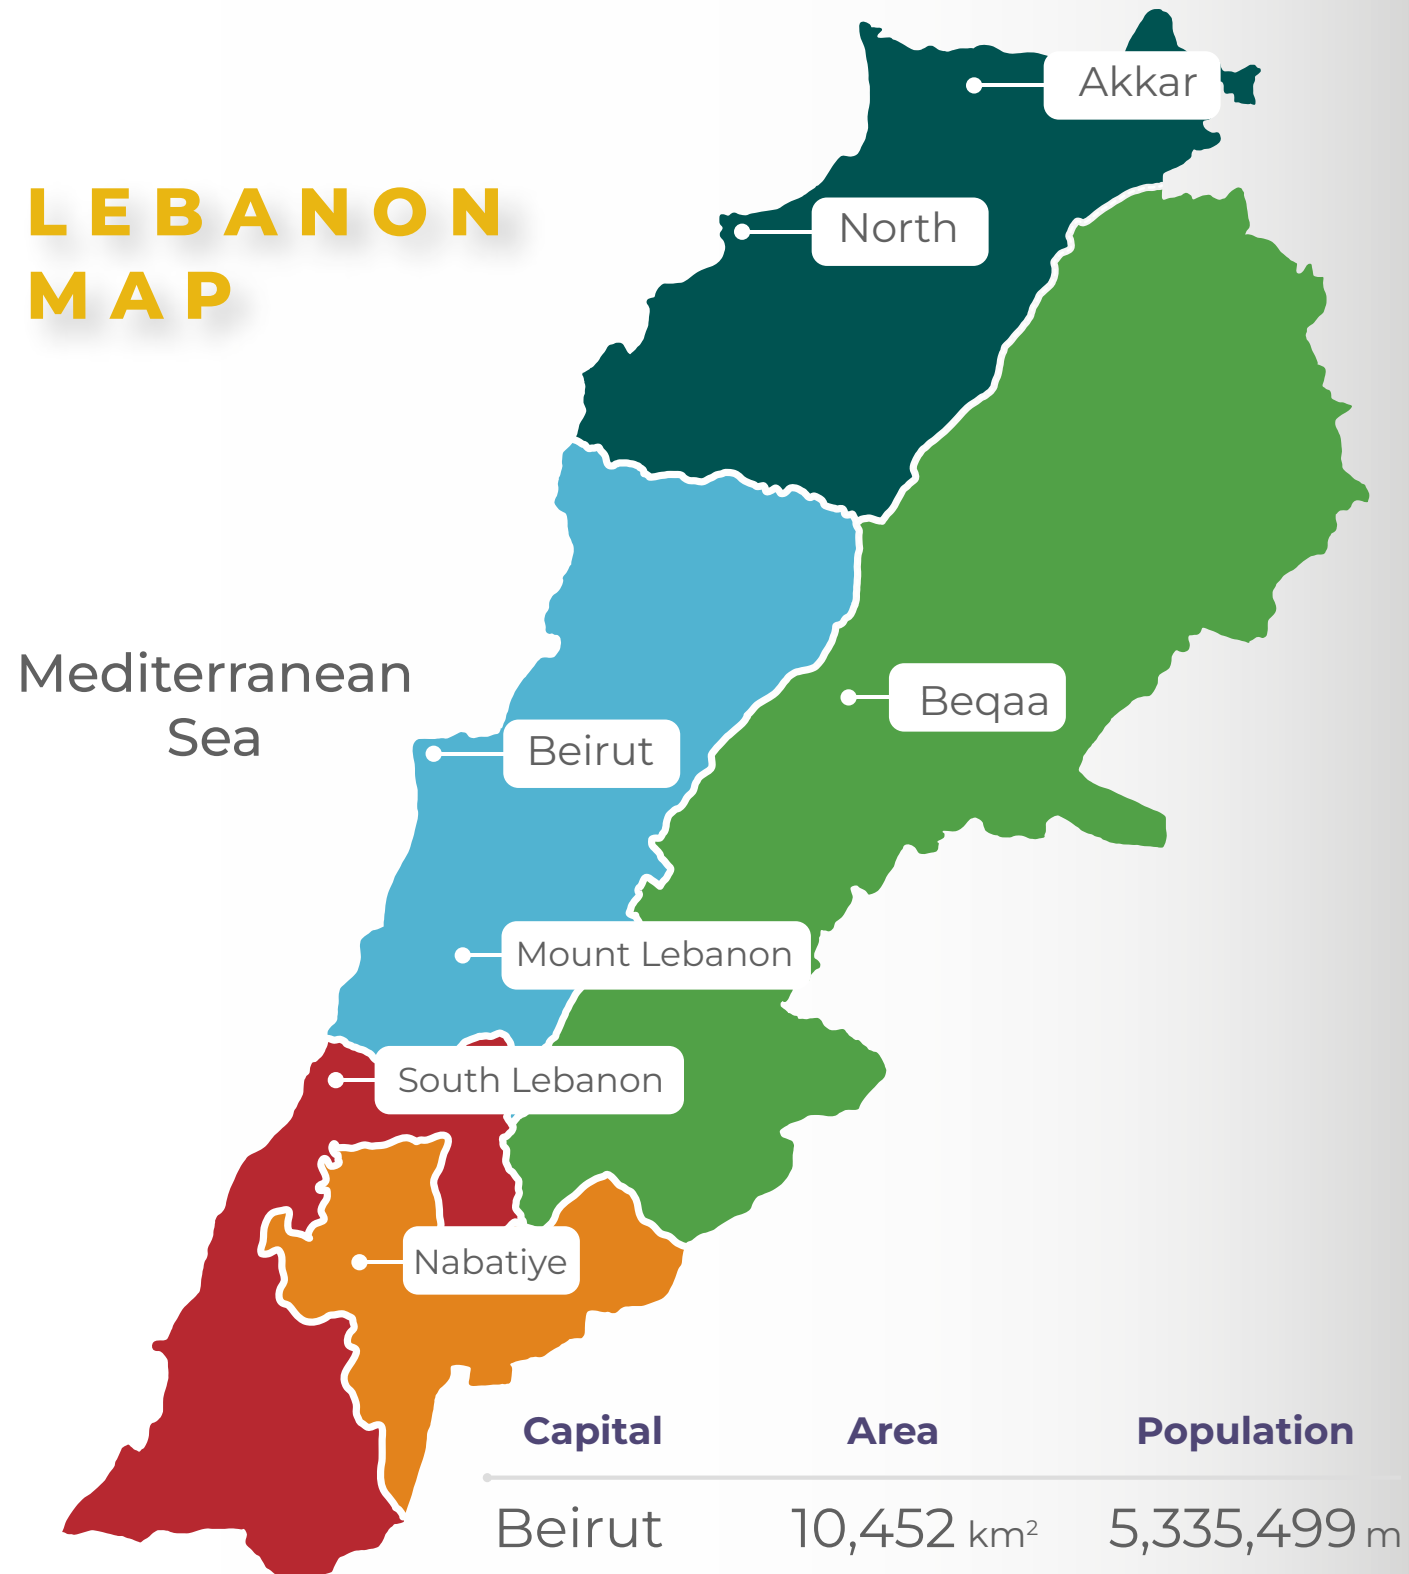 LEBANON
MAP
Akkar
North
Mediterranean
Sea
Beqaa
Beirut
Mount Lebanon
South Lebanon
Nabatiye
Capital Area Population
Beirut 10,452 km² 5,335,499 m